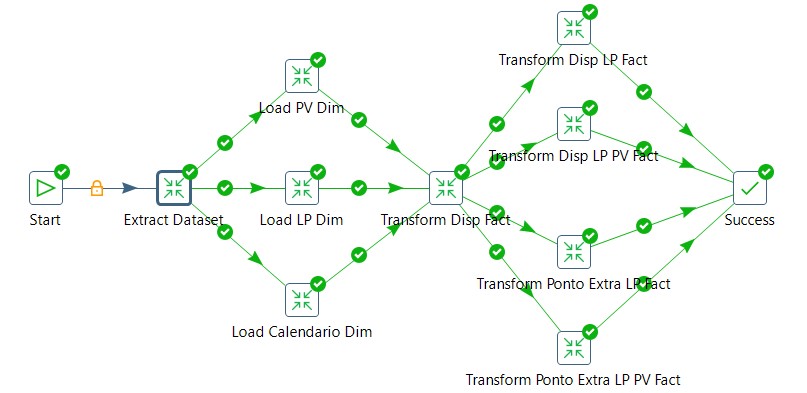 Transform Disp LP Fact
Load PV Dim
Transform Disp LP PV Fact
Start
Extract Dataset
Load LP Dim
Transform Disp Fact
Success
Transform Ponto Extra LP Fact
Load Calendario Dim
Transform Ponto Extra LP PV Fact